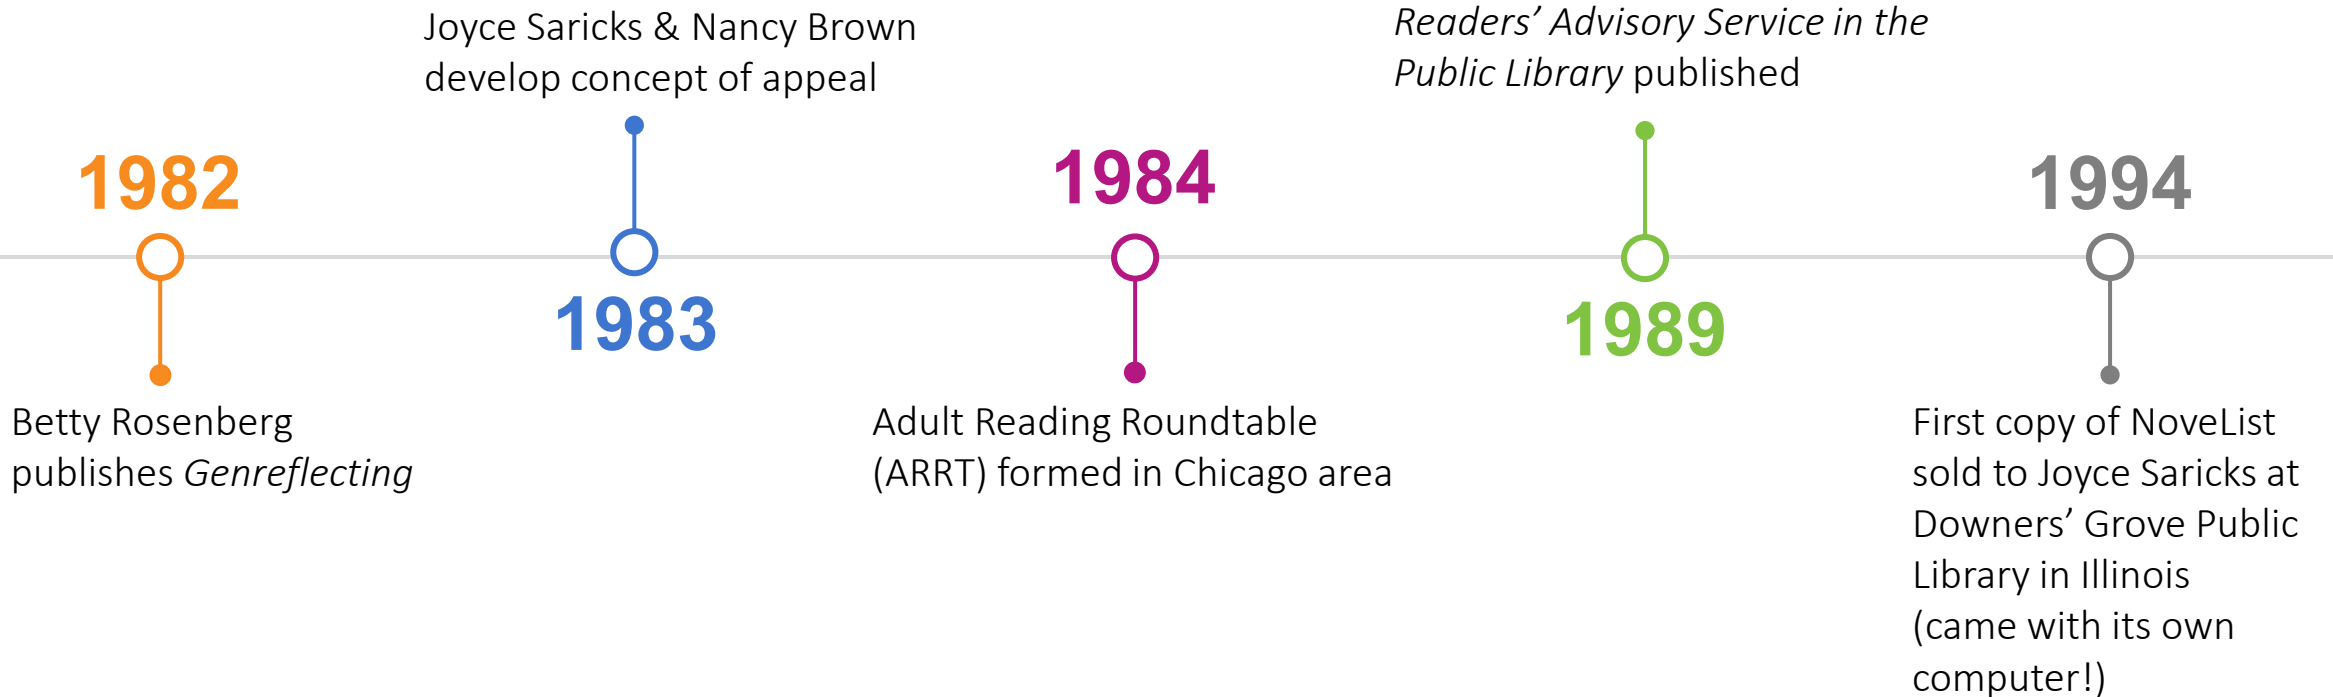 1982
Betty Rosenberg
publishes Genreflecting
Joyce Saricks & Nancy Brown
develop concept of appeal
1983
1984
Adult Reading Roundtable
(ARRT) formed in Chicago area
Readers’ Advisory Service in the
Public Library published
1989
1994
First copy of NoveList
sold to Joyce Saricks at
Downers’ Grove Public
Library in Illinois
(came with its own
computer!)